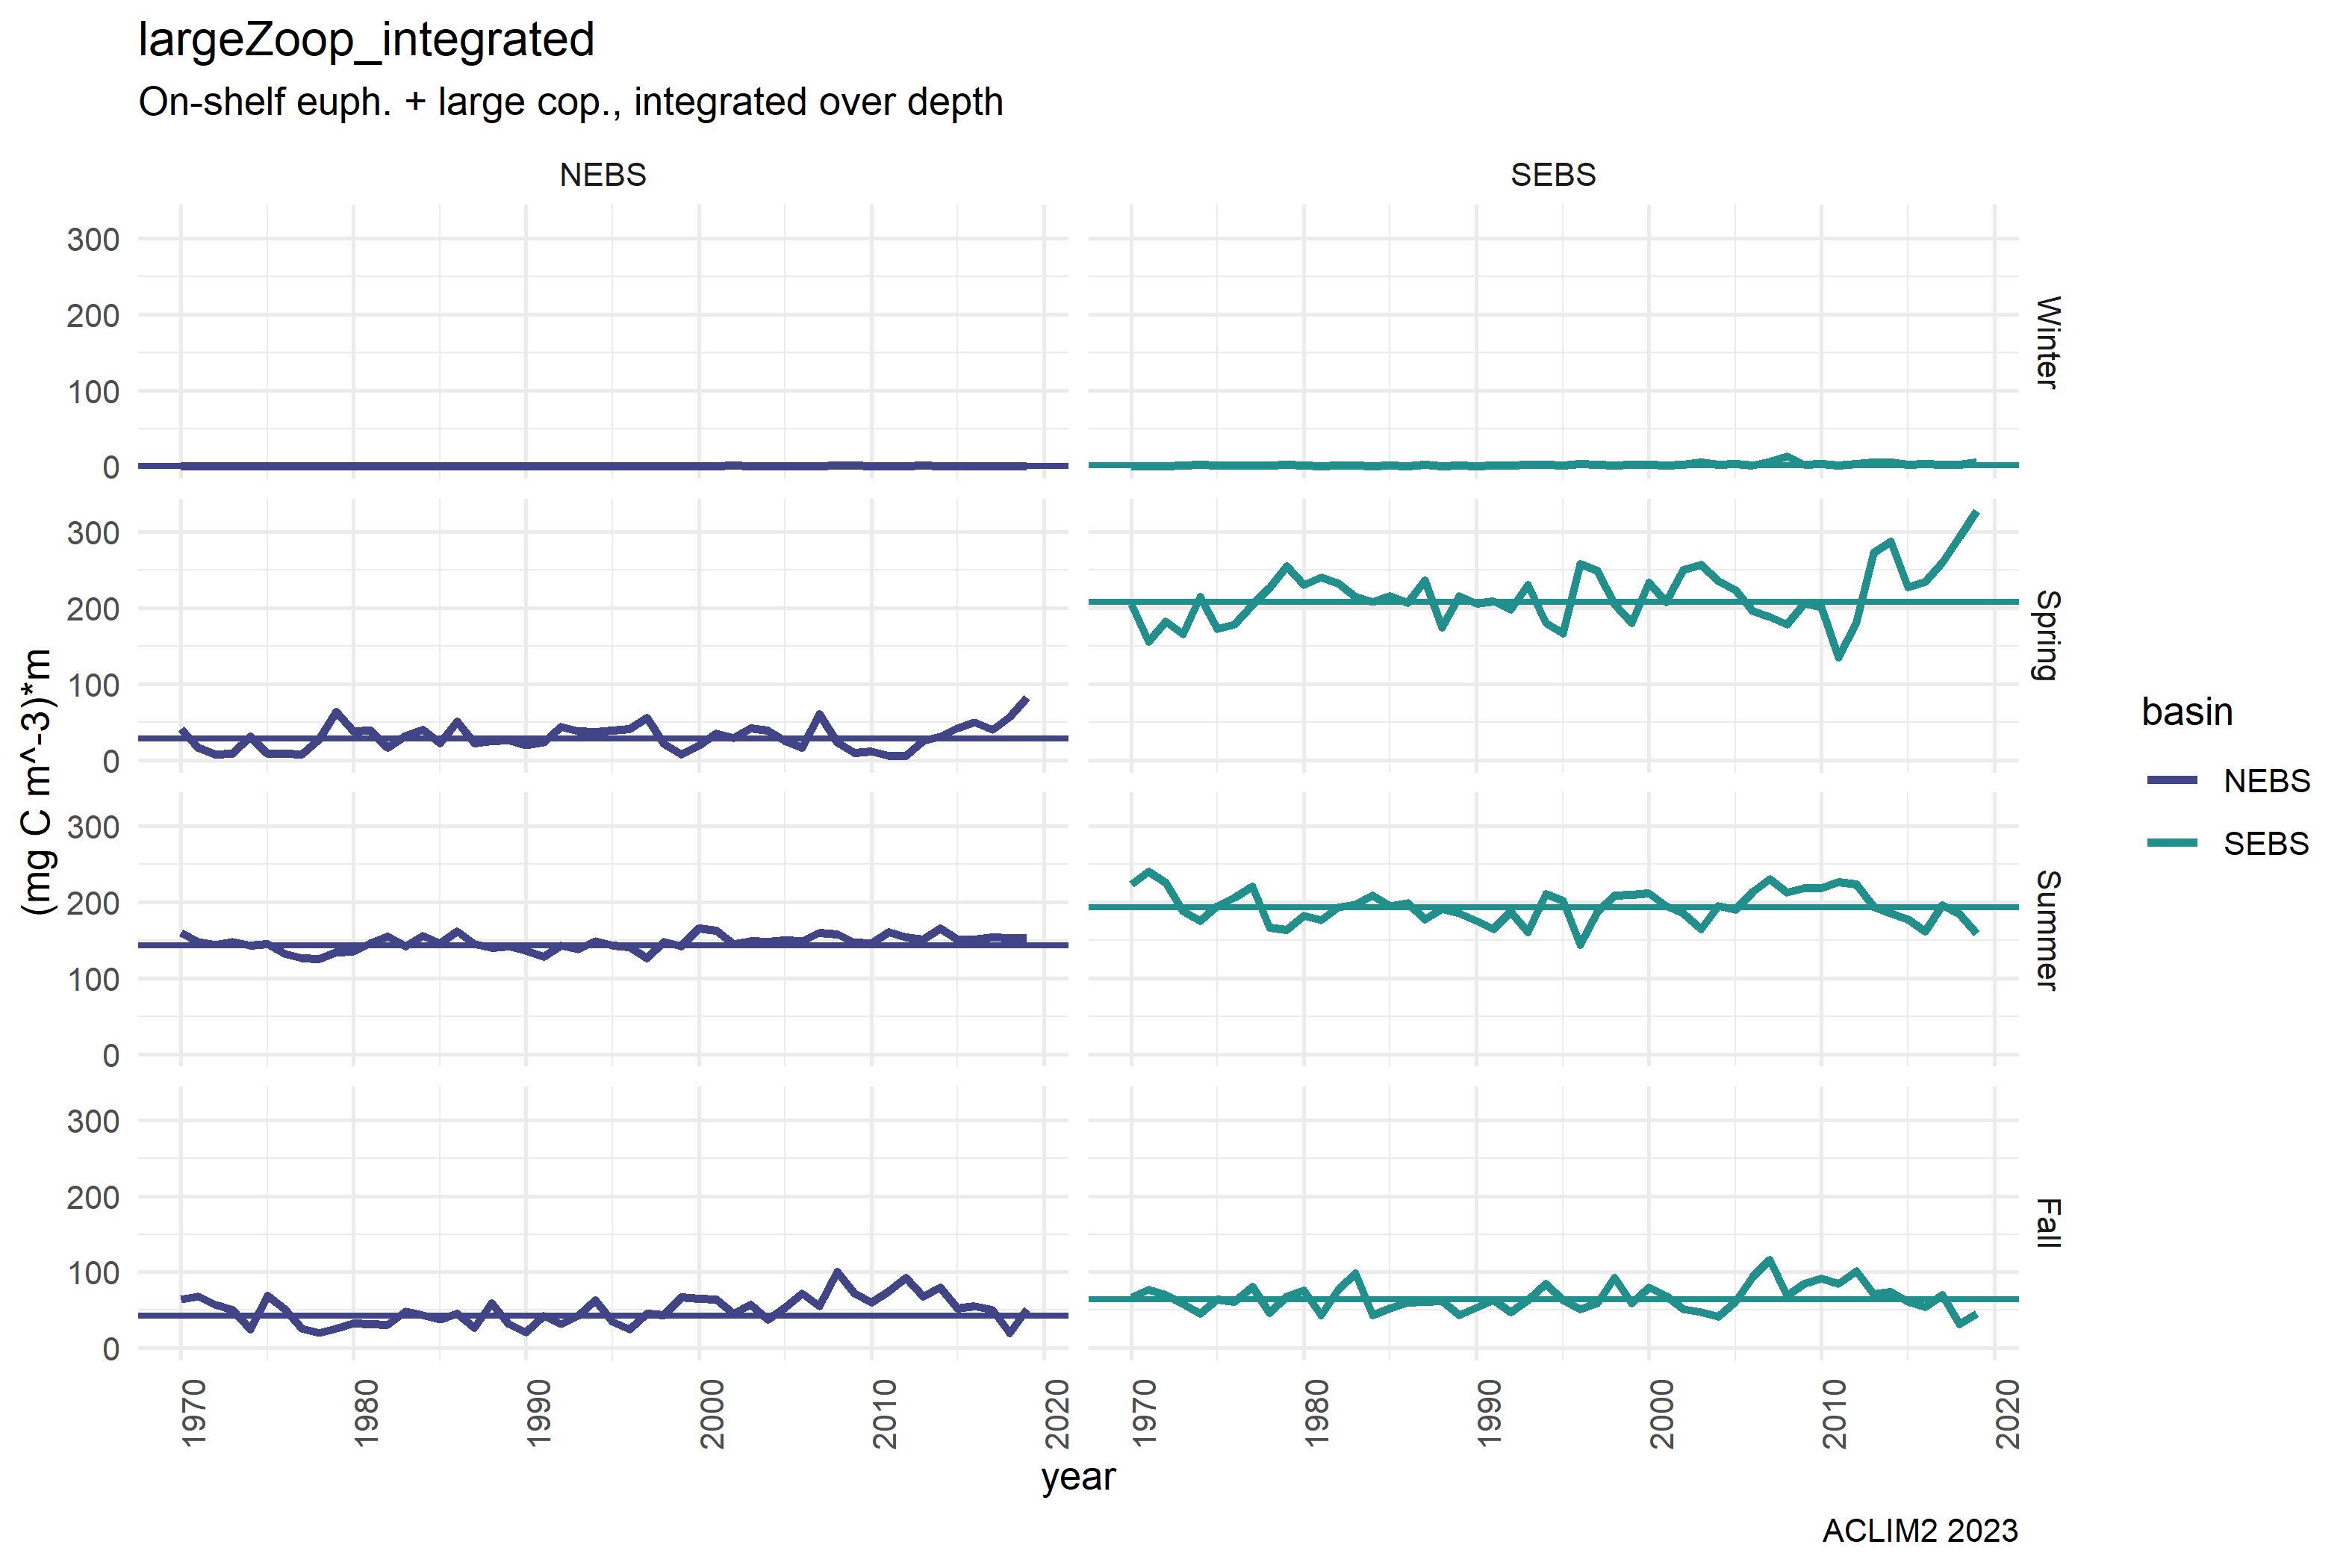 largeZoop_integrated
On-shelf euph. + large cop., integrated over depth
NEBS SEBS
300
200
100
0
Winter
300
200
100
0
Spring
300
200
100
0
Summer
300
200
100
0
Fall
(mg C m^-3)*m
1970 1980 1990 2000 2010 2020 1970 1980 1990 2000 2010 2020
year
basin
NEBS
SEBS
ACLIM2 2023